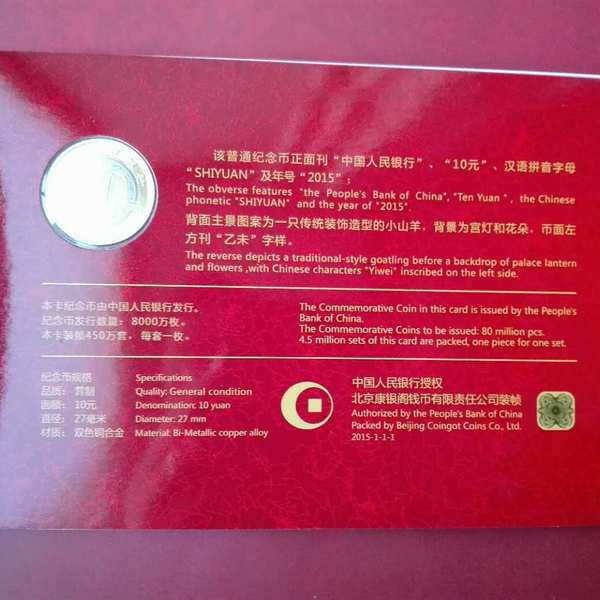 该普通纪念币正面刊“中国人民银行”、“10元”、汉语拼音字母
“SHIYUAN”及年号“2015”；
The obverse features "the People's Bank of China", "Ten Yuan", the Chinese
phonetic "SHIYUAN" and the year of "2015".
背面主景图案为一只传统装饰造型的小山羊，背景为宫灯和花朵，币面左
方刊“乙未”字样。
The reverse depicts a traditional-style goatling before a backdrop of palace lantern
and flowers ,with Chinese characters "Yiwei" inscribed on the left side.
本卡纪念币由中国人民银行发行。
纪念币发行数量：8000万枚。
本卡装帧450万套，每套一枚。
The Commemorative Coin in this card is issued by the People's
Bank of China.
The Commemorative Coins to be issued: 80 million pcs.
4.5 million sets of this card are packed, one piece for one set.
纪念币规格
品质：普制
面额：10元
直径：27毫米
材质：双色铜合金
Specifications
Quality: General condition
Denomination: 10 yuan
Diameter: 27 mm
Material: Bi-Metallic copper alloy
中国人民银行授权
北京康银阁钱币有限责任公司装帧
Authorized by the People's Bank of China
Packed by Beijing Coingot Coins Co., Ltd.
2015-1-1-1